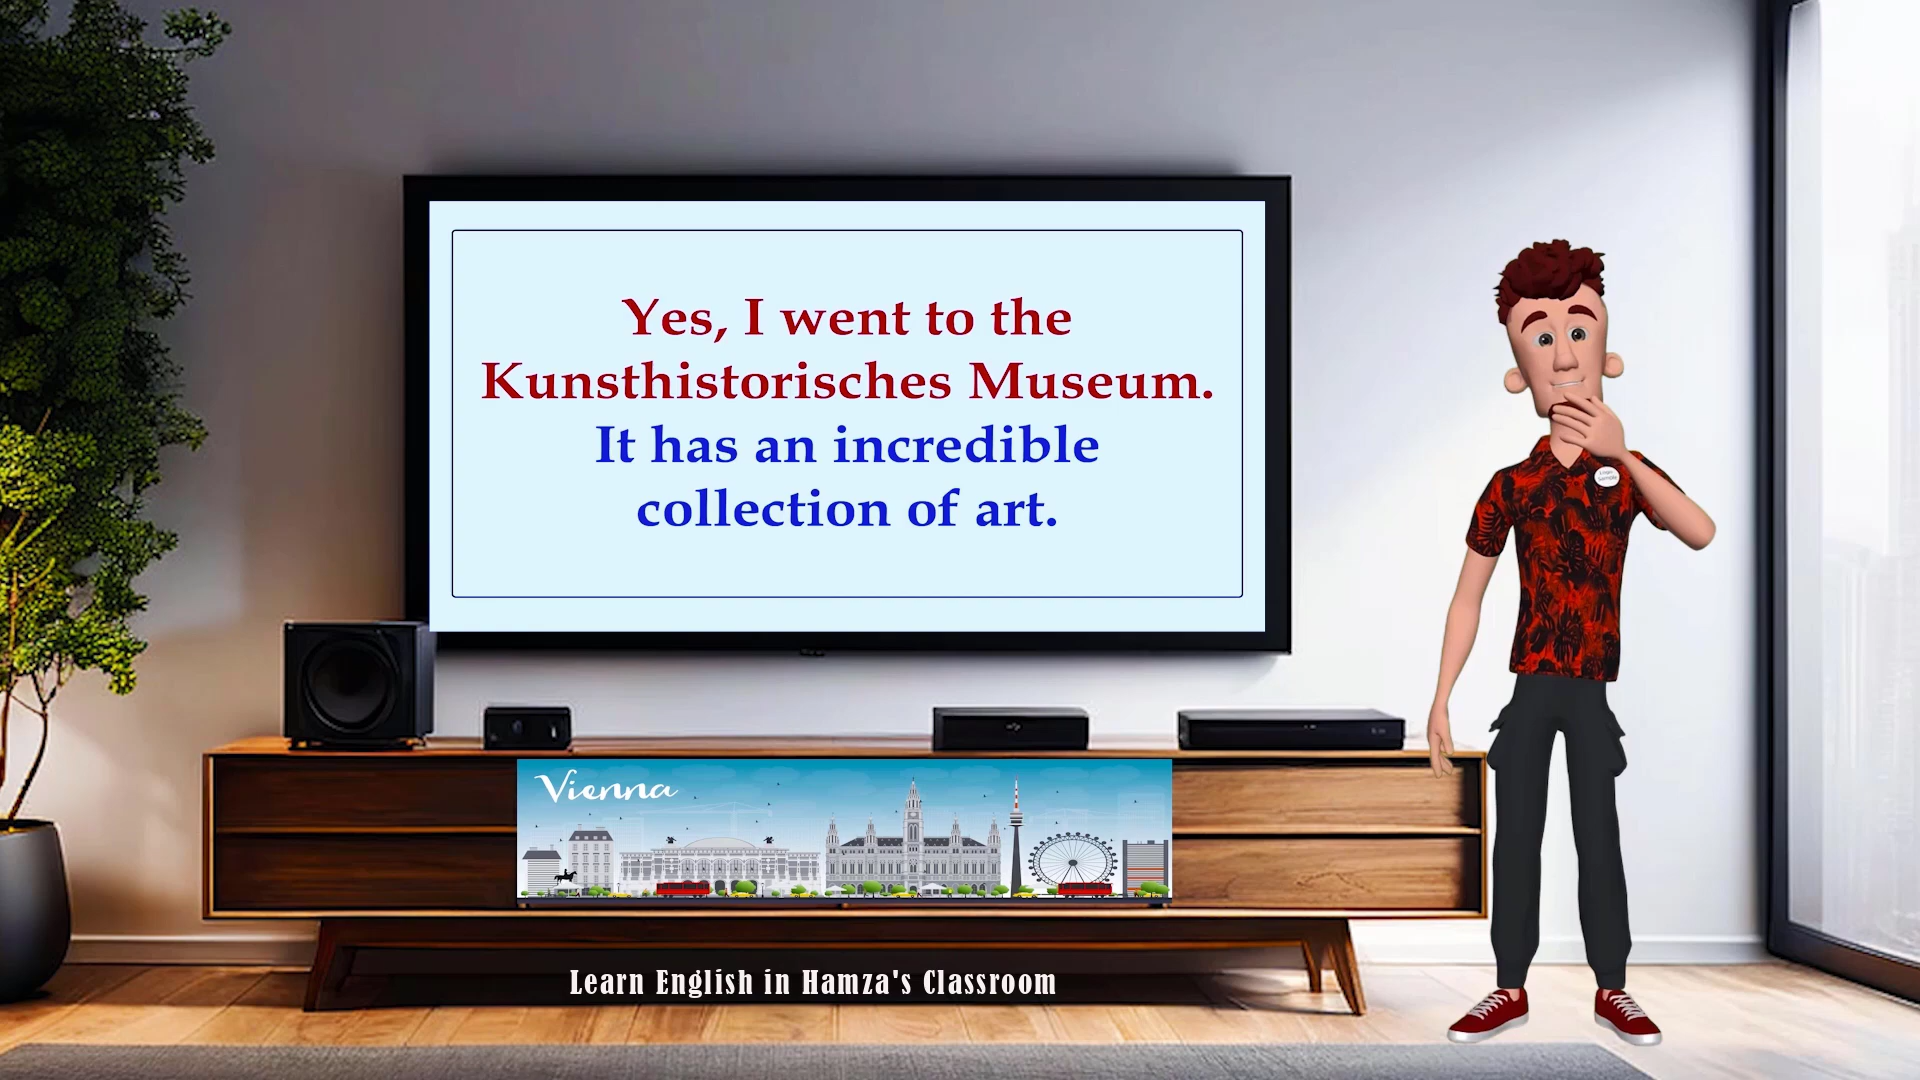 Yes, I went to the
Kunsthistorisches Museum.
It has an incredible
collection of art.
Vienna
Learn English in Hamza's Classroom